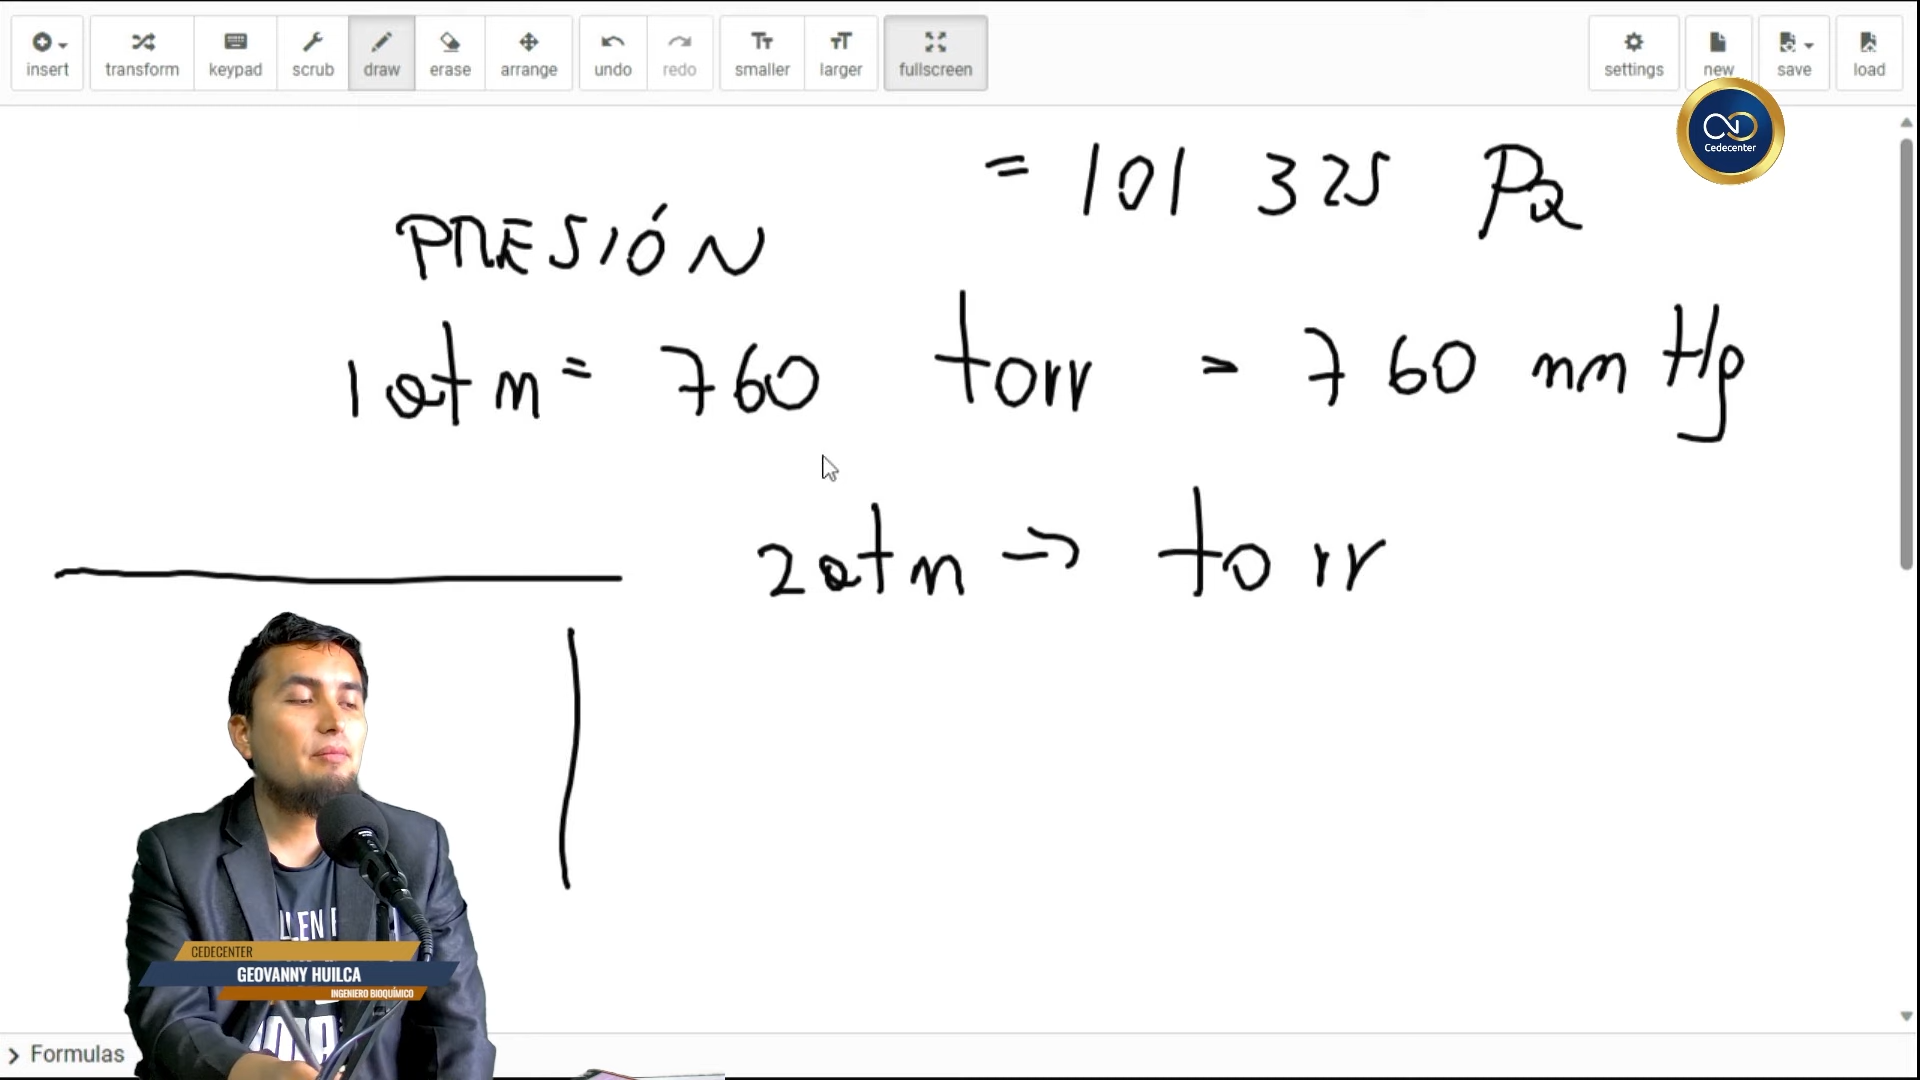 insert transform keypad scrub draw erase arrange undo redo smaller larger fullscreen settings new save load
Cedecenter
= 101 325 Pa
PRESIÓN
1 atm = 760 torr = 760 mm Hg
2 atm → torr
CEDECENTER
GEOVANNY HUILCA
INGENIERO BIOQUÍMICO
Formulas